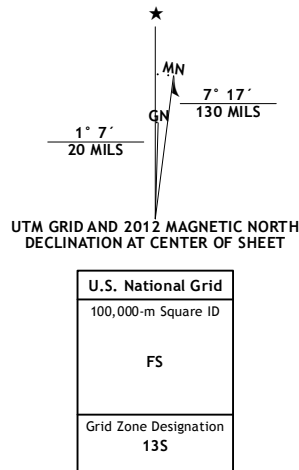 ★
MN
7° 17´
130 MILS
GN
1° 7´
20 MILS
UTM GRID AND 2012 MAGNETIC NORTH
DECLINATION AT CENTER OF SHEET
U.S. National Grid
100,000-m Square ID
FS
Grid Zone Designation
13S